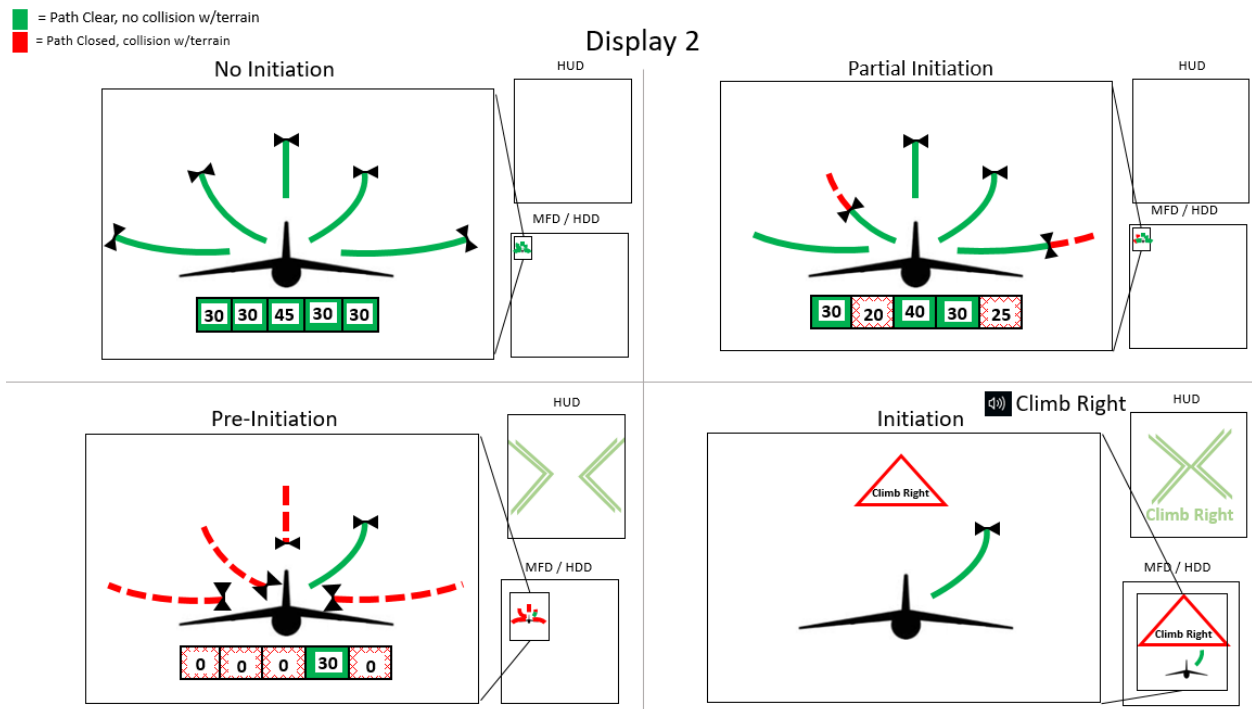 = Path Clear, no collision w/terrain
= Path Closed, collision w/terrain
Display 2
No Initiation
HUD
MFD / HDD
30 30 45 30 30
Partial Initiation
HUD
MFD / HDD
30 20 40 30 25
Pre-Initiation
HUD
MFD / HDD
0 0 0 30 0
Climb Right
Initiation
HUD
Climb Right
Climb Right
MFD / HDD
Climb Right